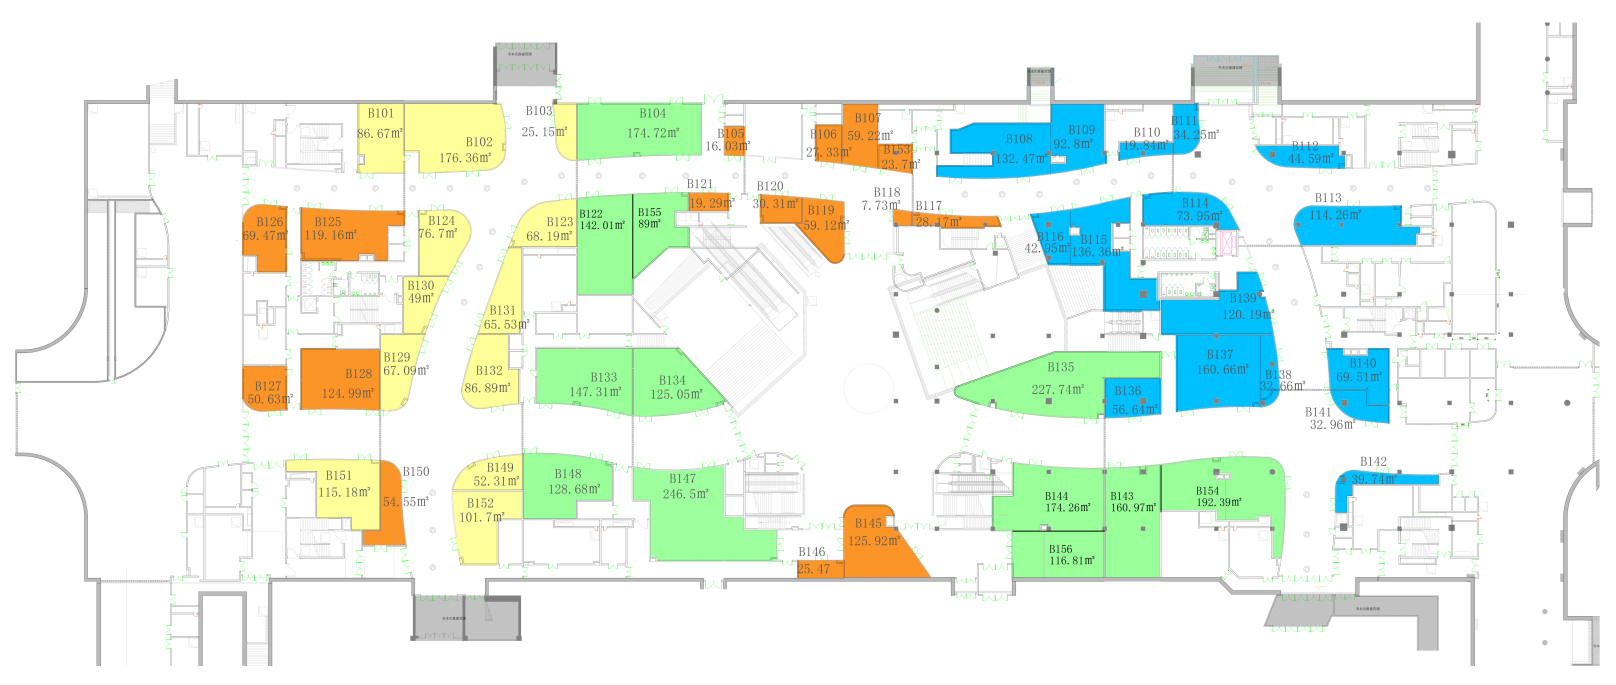 B101
86.67m²
B102
176.36m²
B103
25.15m²
B104
174.72m²
B105
16.03m²
B106
27.33m²
B107
59.22m²
B153
23.7m²
B108
132.47m²
B109
92.8m²
B110
19.84m²
B111
34.25m²
B112
44.59m²
B126
69.47m²
B125
119.16m²
B124
76.7m²
B123
68.19m²
B122
142.01m²
B155
89m²
B121
19.29m²
B120
30.31m²
B119
59.12m²
B118
7.73m²
B117
28.17m²
B116
42.95m²
B115
136.36m²
B114
73.95m²
B113
114.26m²
B130
49m²
B131
65.53m²
B139
120.19m²
B127
50.63m²
B128
124.99m²
B129
67.09m²
B132
86.89m²
B133
147.31m²
B134
125.05m²
B135
227.74m²
B136
56.64m²
B137
160.66m²
B138
32.66m²
B140
69.51m²
B141
32.96m²
B151
115.18m²
B150
54.55m²
B149
52.31m²
B152
101.7m²
B148
128.68m²
B147
246.5m²
B146
25.47
B145
125.92m²
B144
174.26m²
B143
160.97m²
B156
116.81m²
B154
192.39m²
B142
39.74m²